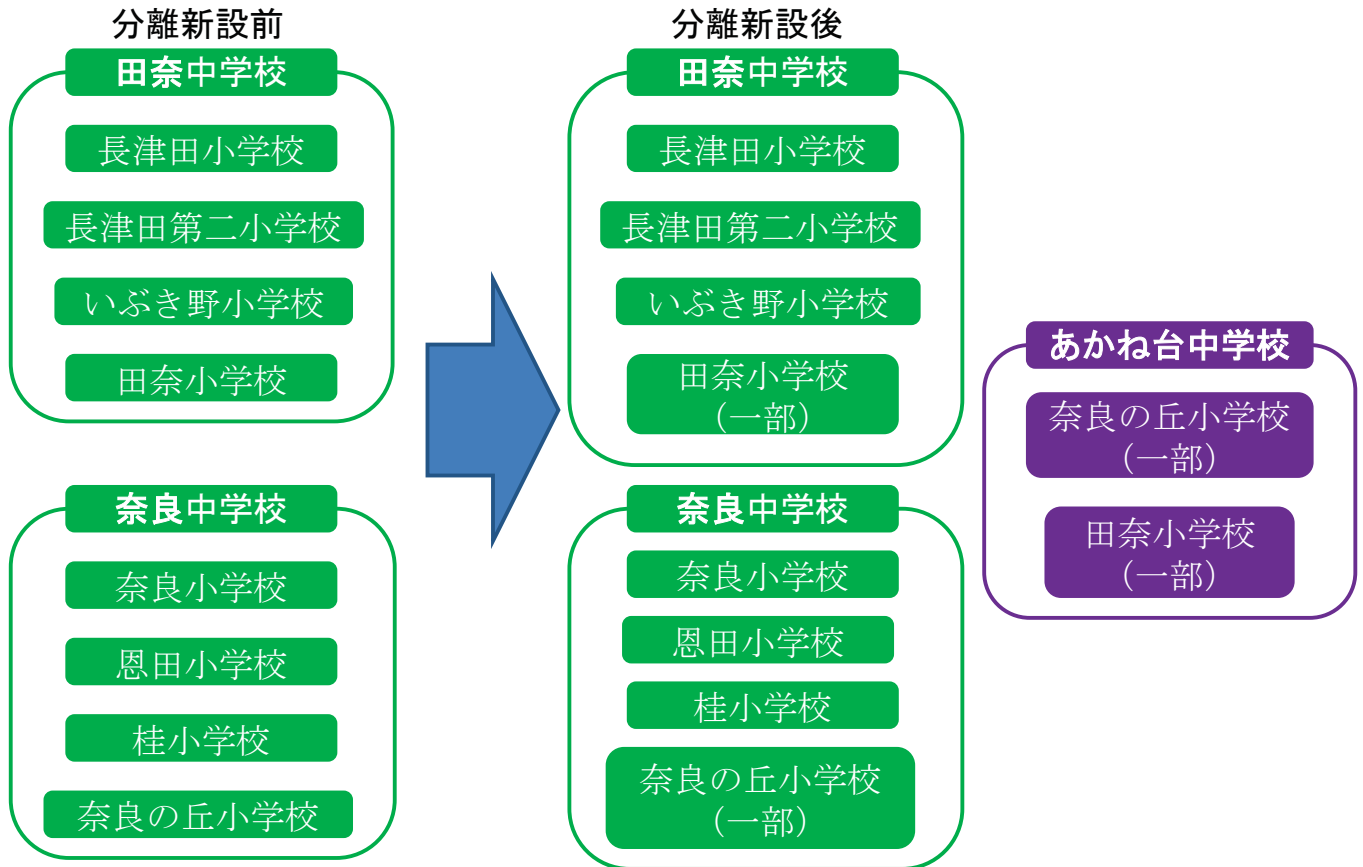 分離新設前
田奈中学校
長津田小学校
長津田第二小学校
いぶき野小学校
田奈小学校
奈良中学校
奈良小学校
恩田小学校
桂小学校
奈良の丘小学校
分離新設後
田奈中学校
長津田小学校
長津田第二小学校
いぶき野小学校
田奈小学校
（一部）
奈良中学校
奈良小学校
恩田小学校
桂小学校
奈良の丘小学校
（一部）
あかね台中学校
奈良の丘小学校
（一部）
田奈小学校
（一部）